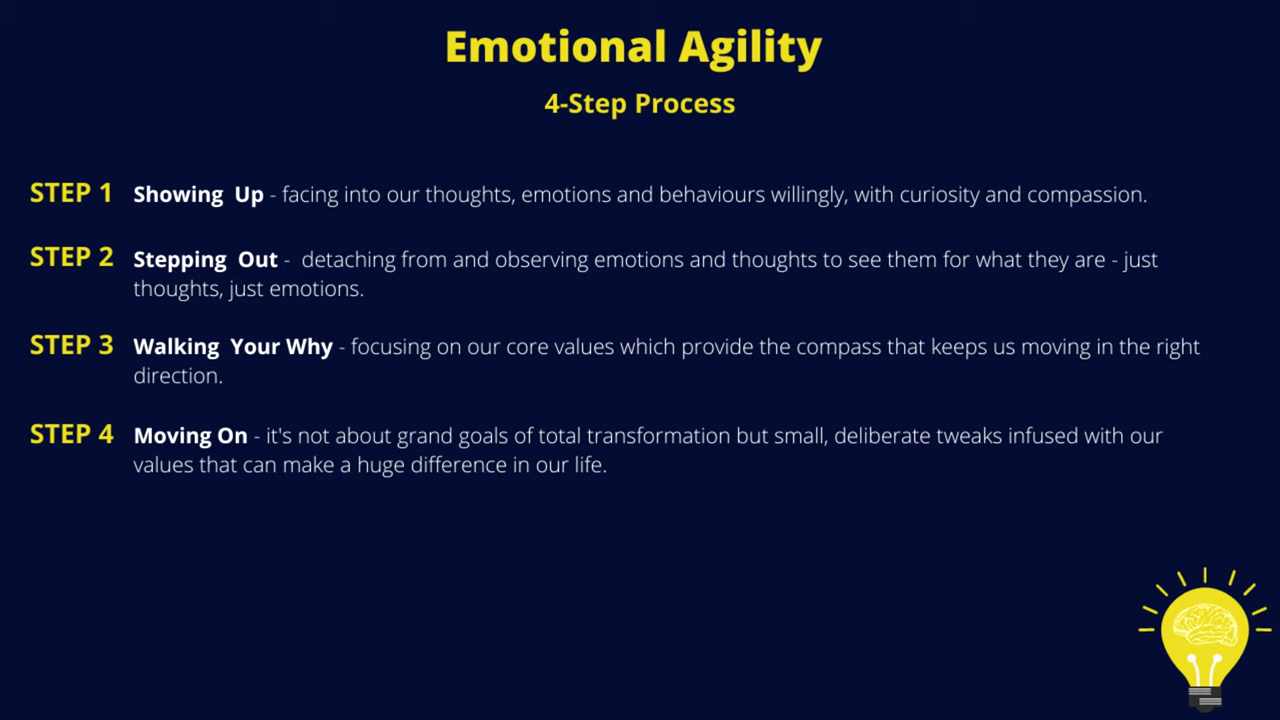 Emotional Agility
4-Step Process
STEP 1 Showing Up - facing into our thoughts, emotions and behaviours willingly, with curiosity and compassion.
STEP 2 Stepping Out - detaching from and observing emotions and thoughts to see them for what they are - just
thoughts, just emotions.
STEP 3 Walking Your Why - focusing on our core values which provide the compass that keeps us moving in the right
direction.
STEP 4 Moving On - it's not about grand goals of total transformation but small, deliberate tweaks infused with our
values that can make a huge difference in our life.